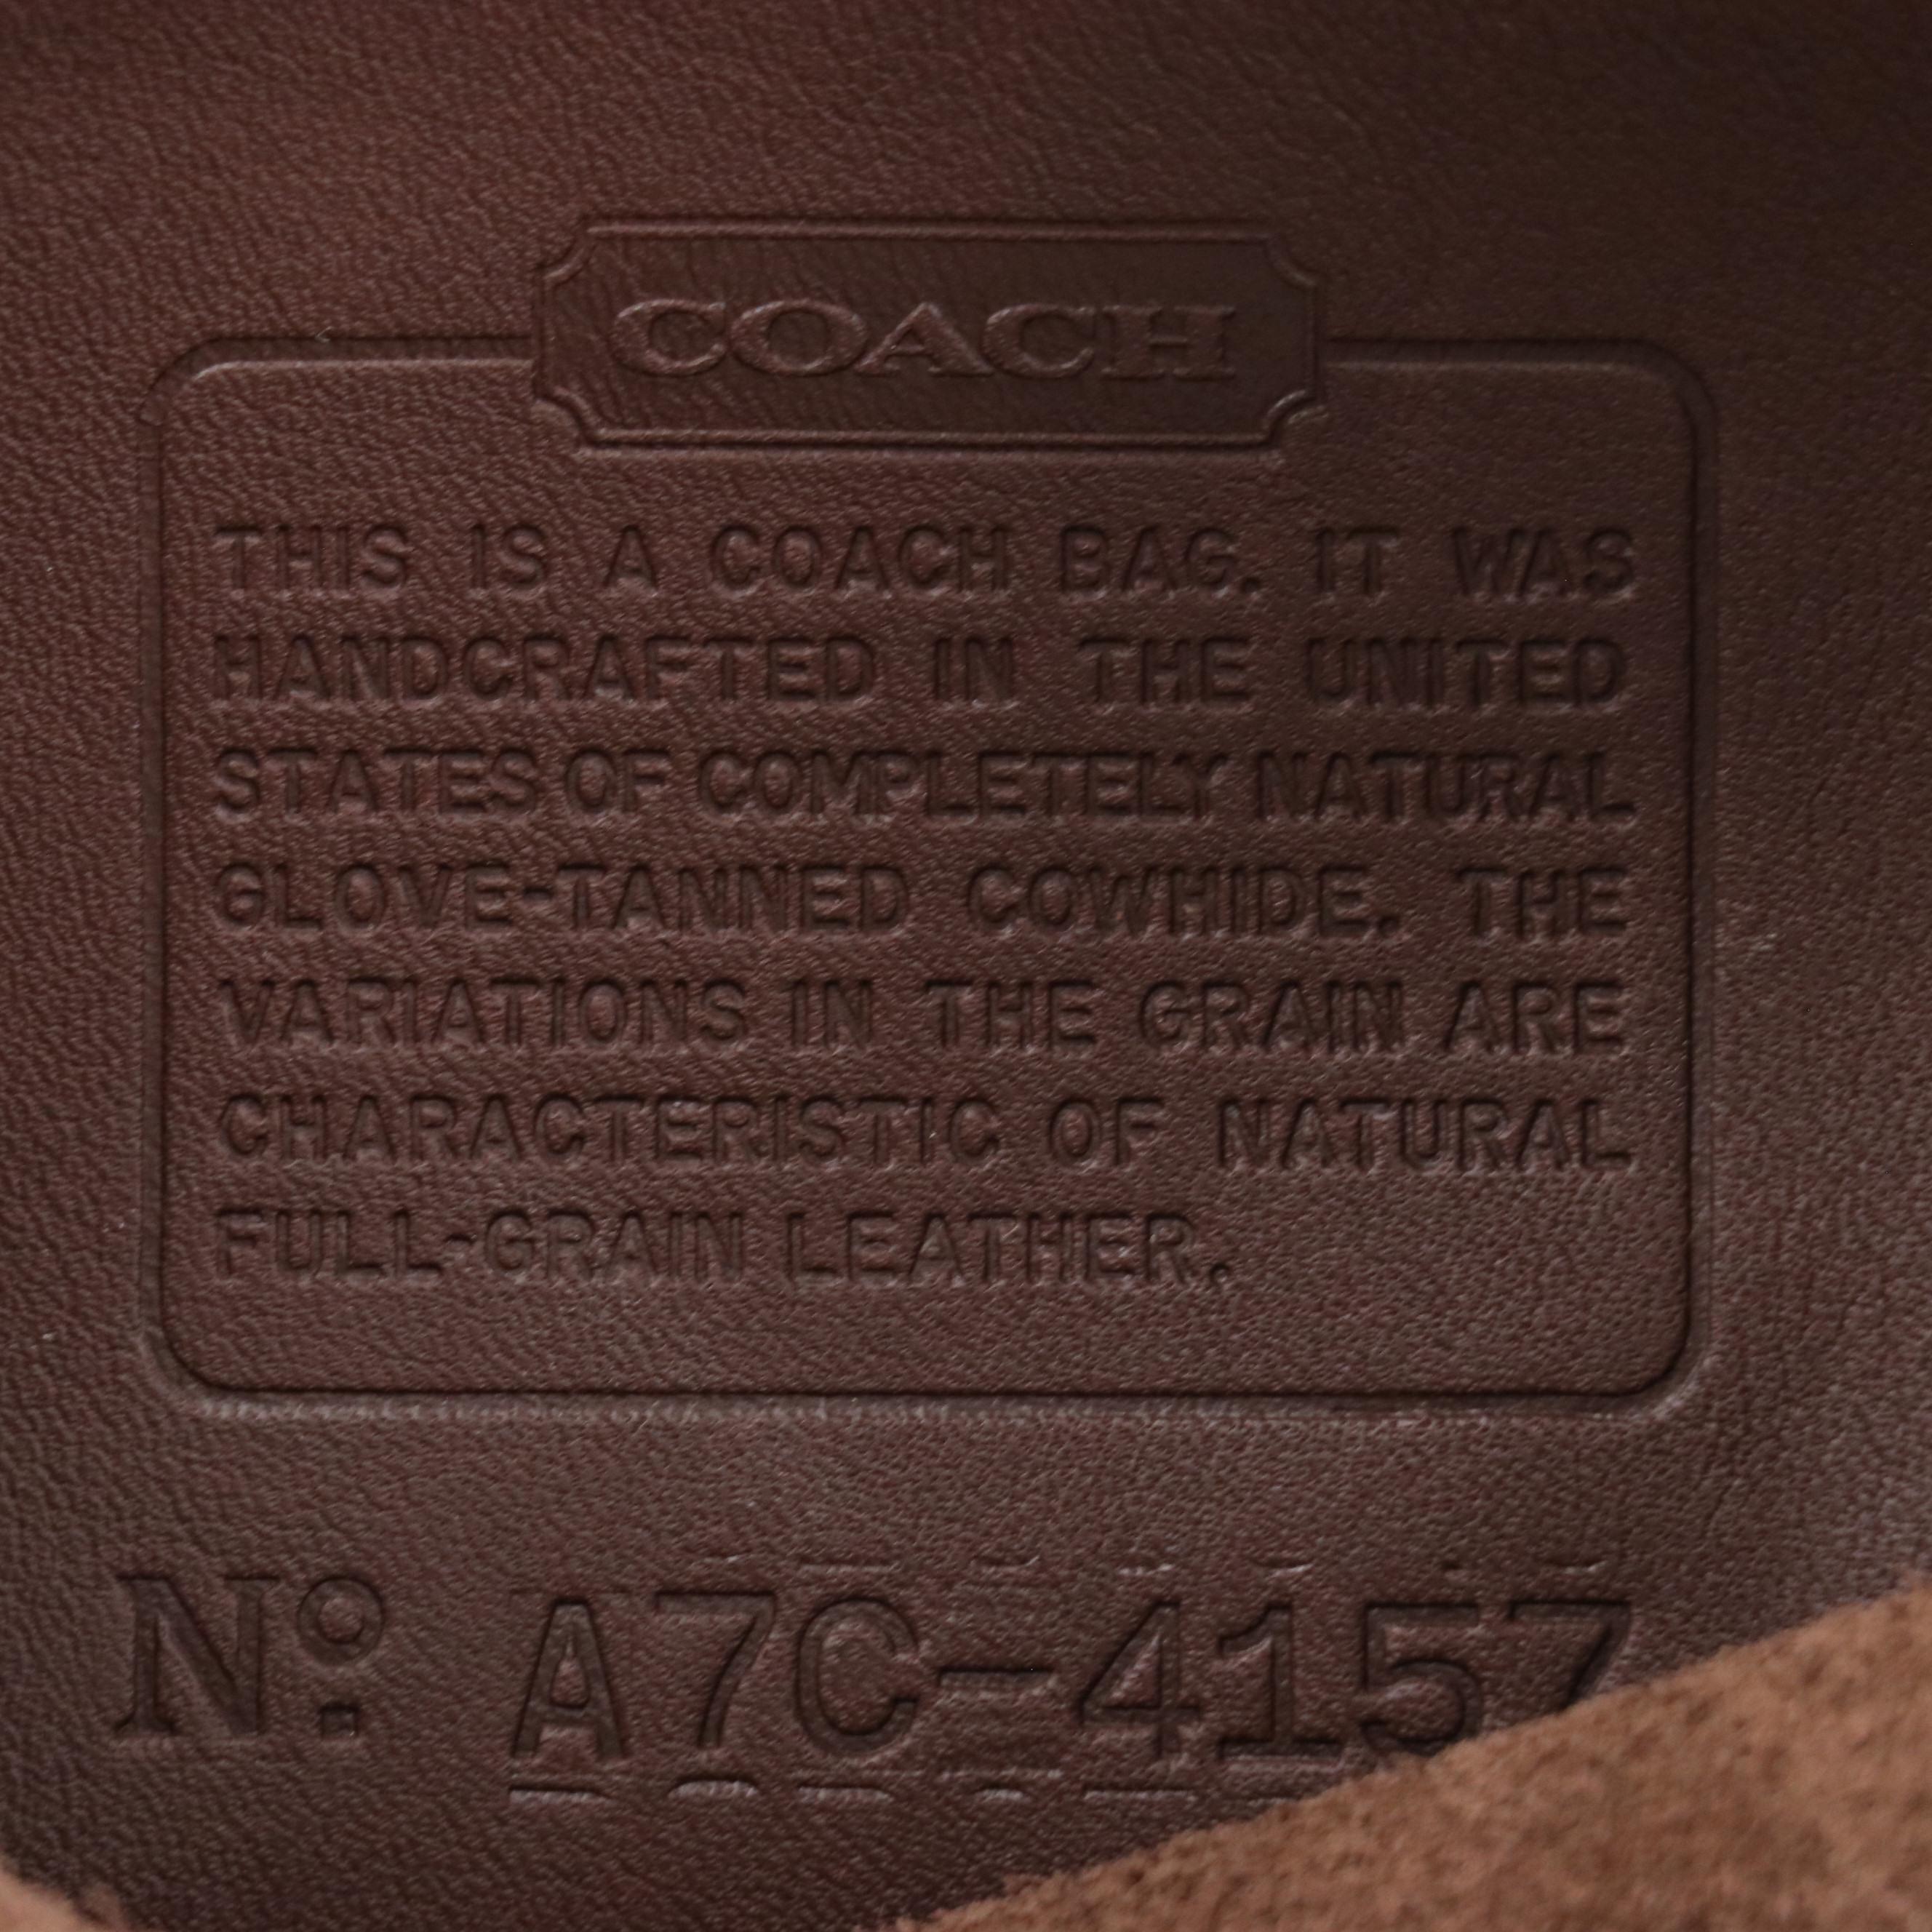 COACH
THIS IS A COACH BAG. IT WAS
HANDCRAFTED IN THE UNITED
STATES OF COMPLETELY NATURAL
GLOVE-TANNED COWHIDE. THE
VARIATIONS IN THE GRAIN ARE
CHARACTERISTIC OF NATURAL
FULL-GRAIN LEATHER.
Nº. A7C-4157